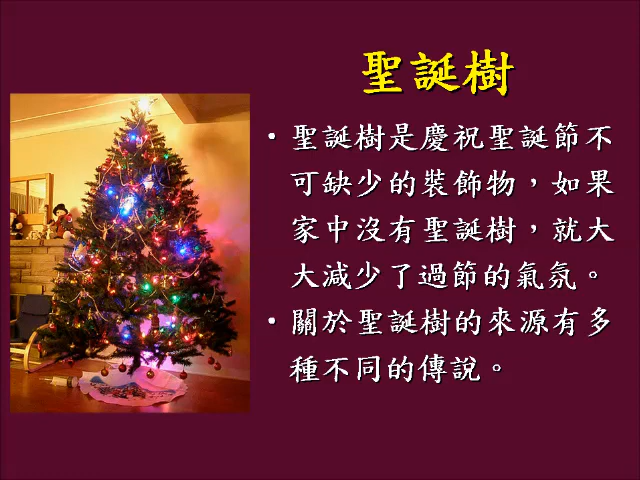 聖誕樹
•聖誕樹是慶祝聖誕節不
可缺少的裝飾物，如果
家中沒有聖誕樹，就大
大減少了過節的氣氛。
•關於聖誕樹的來源有多
種不同的傳說。